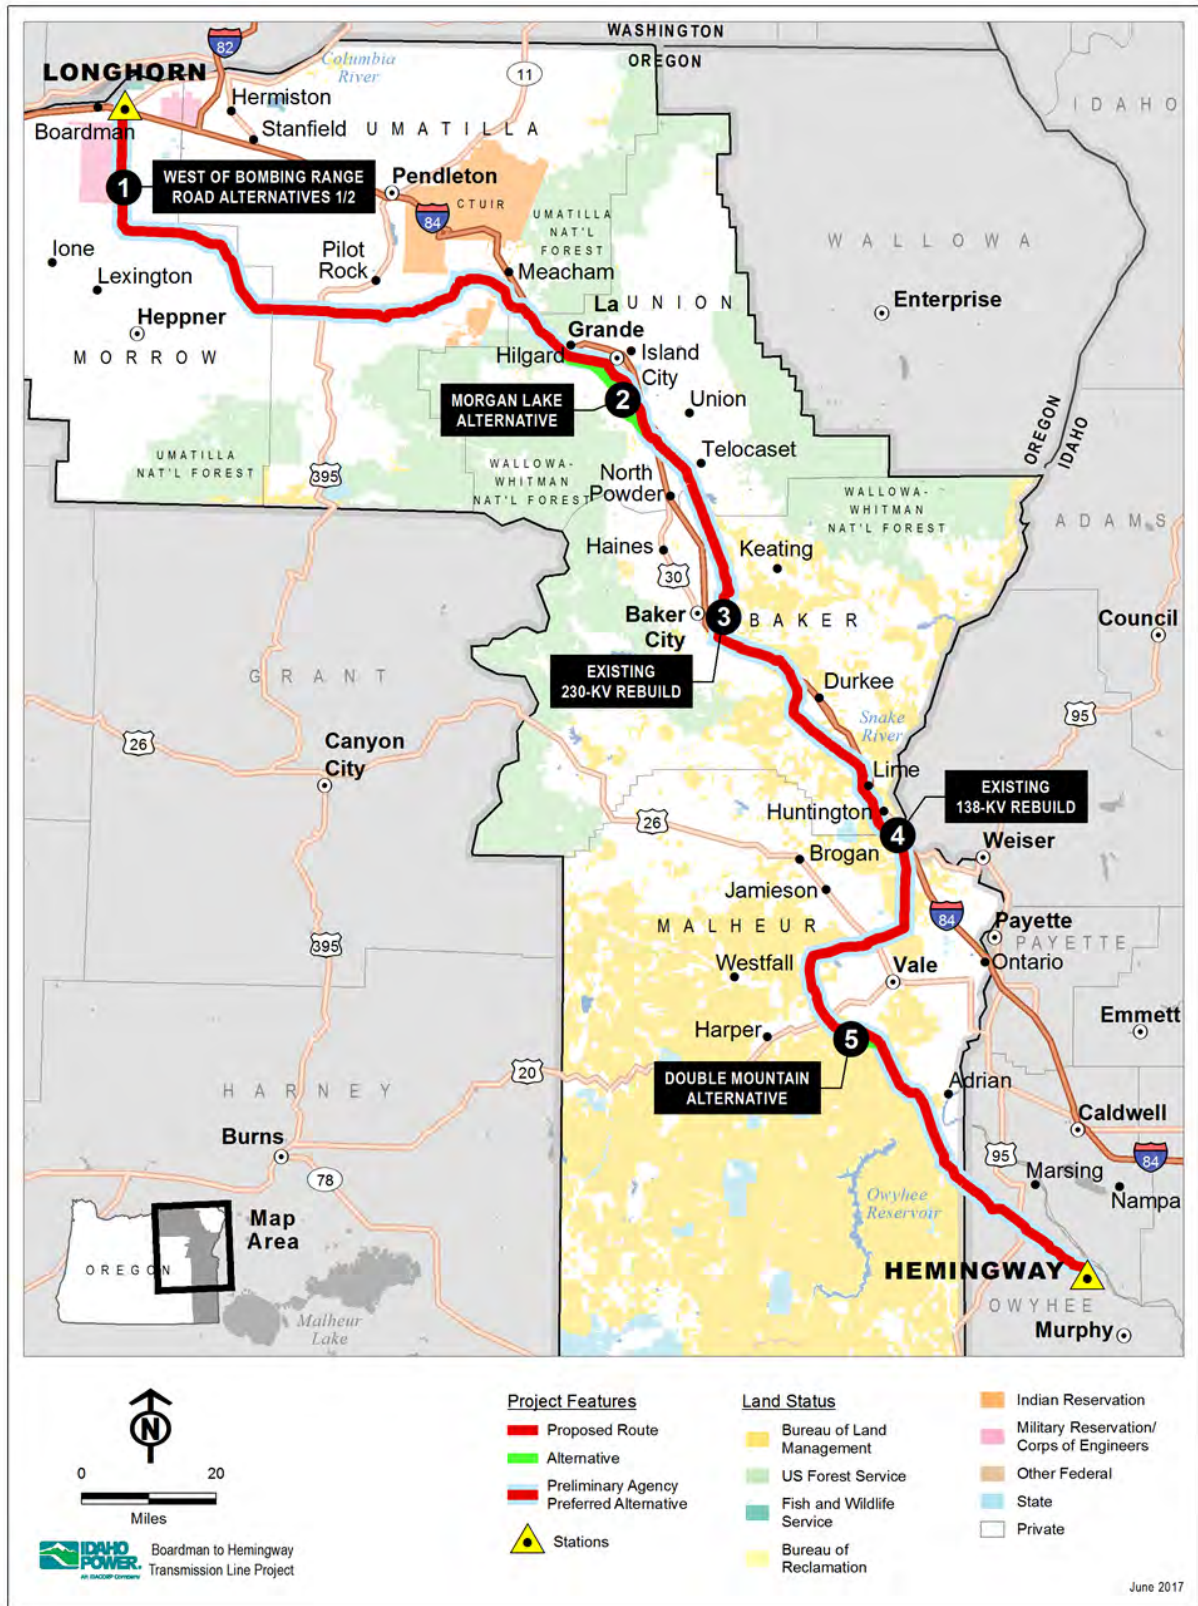 WASHINGTON
OREGON
82
Columbia
River
LONGHORN
11
IDAHO
Hermiston
Boardman
Stanfield
UMATILLA
1
WEST OF BOMBING RANGE
ROAD ALTERNATIVES 1/2
Pendleton
CTUIR
84
UMATILLA
NAT'L
FOREST
WALLOWA
Ione
Pilot
Rock
Lexington
Meacham
Enterprise
La
Grande
UNION
Heppner
MORROW
Hilgard
Island
City
MORGAN LAKE
ALTERNATIVE
2
Union
OREGON
IDAHO
UMATILLA
NAT'L FOREST
395
WALLOWA-
WHITMAN
NAT'L FOREST
Telocaset
North
Powder
WALLOWA-
WHITMAN
NAT'L FOREST
ADAMS
Haines
30
Keating
Baker
City
3
BAKER
Council
EXISTING
230-KV REBUILD
GRANT
Durkee
Snake
River
95
26
Canyon
City
Lime
EXISTING
138-KV REBUILD
Huntington
4
26
Weiser
Brogan
Jamieson
84
MALHEUR
Payette
PAYETTE
395
Westfall
Vale
Ontario
Harper
5
Emmett
20
DOUBLE MOUNTAIN
ALTERNATIVE
HARNEY
Adrian
Caldwell
Burns
95
84
78
Marsing
Nampa
Map
Area
Owyhee
Reservoir
OREGON
HEMINGWAY
OWYHEE
Malheur
Lake
Murphy
N
0 20
Miles
IDAHO
POWER.
AN IDACORP Company
Boardman to Hemingway
Transmission Line Project
Project Features
Proposed Route
Alternative
Preliminary Agency
Preferred Alternative
Stations
Land Status
Bureau of Land
Management
US Forest Service
Fish and Wildlife
Service
Bureau of
Reclamation
Indian Reservation
Military Reservation/
Corps of Engineers
Other Federal
State
Private
June 2017